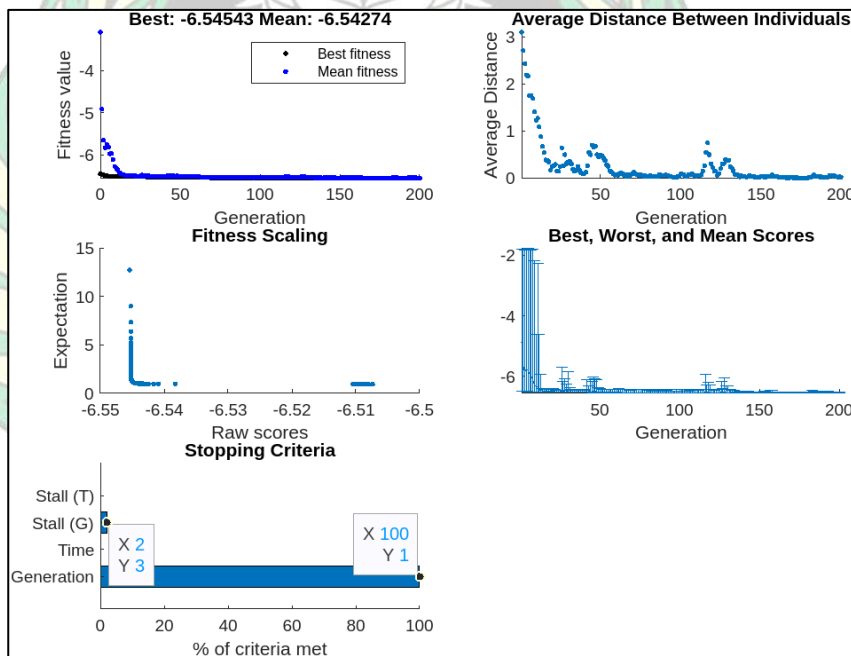 Best: -6.54543 Mean: -6.54274
Fitness value
-4
-5
-6
Best fitness
Mean fitness
0 50 100 150 200
Generation
Average Distance Between Individuals
Average Distance
3
2
1
0
50 100 150 200
Generation
Fitness Scaling
Expectation
15
10
5
0
-6.55 -6.54 -6.53 -6.52 -6.51 -6.5
Raw scores
Best, Worst, and Mean Scores
-2
-4
-6
50 100 150 200
Generation
Stopping Criteria
Stall (T)
Stall (G)
Time
Generation
X 2
Y 3
X 100
Y 1
0 20 40 60 80 100
% of criteria met